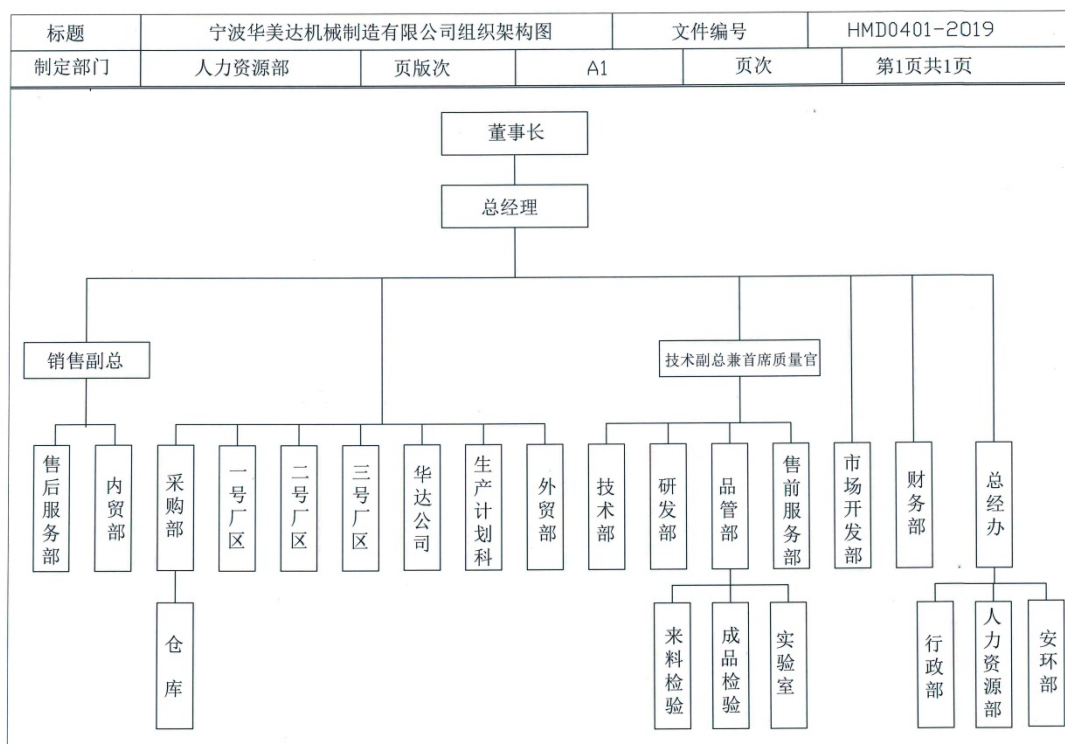 标题 宁波华美达机械制造有限公司组织架构图 文件编号 HMD0401-2019
制定部门 人力资源部 页版次 A1 页次 第1页共1页
董事长
总经理
销售副总
技术副总兼首席质量官
售后服务部
内贸部
采购部
一号厂区
二号厂区
三号厂区
华达公司
生产计划科
外贸部
技术部
研发部
品管部
售前服务部
市场开发部
财务部
总经办
仓库
来料检验
成品检验
实验室
行政部
人力资源部
安环部